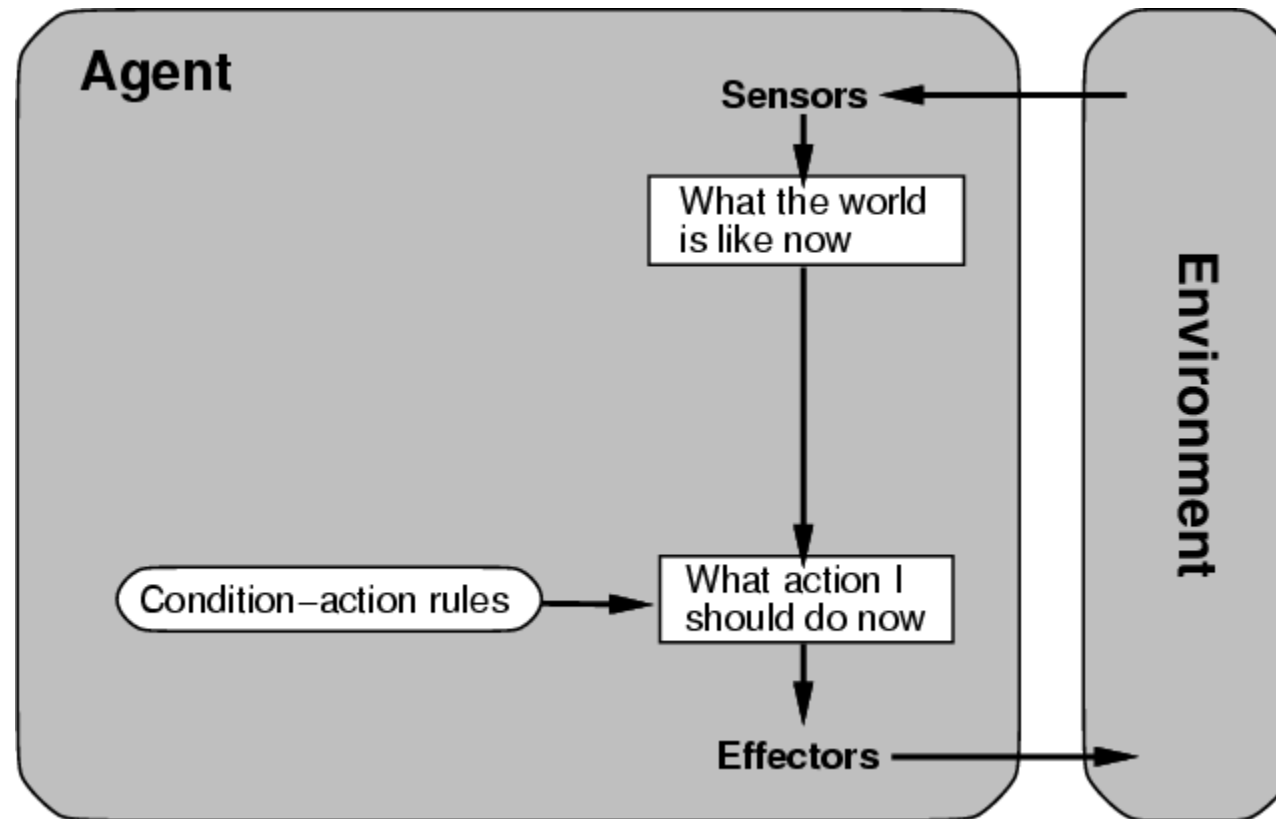 Agent
Sensors
What the world
is like now
Environment
Condition–action rules
What action I
should do now
Effectors